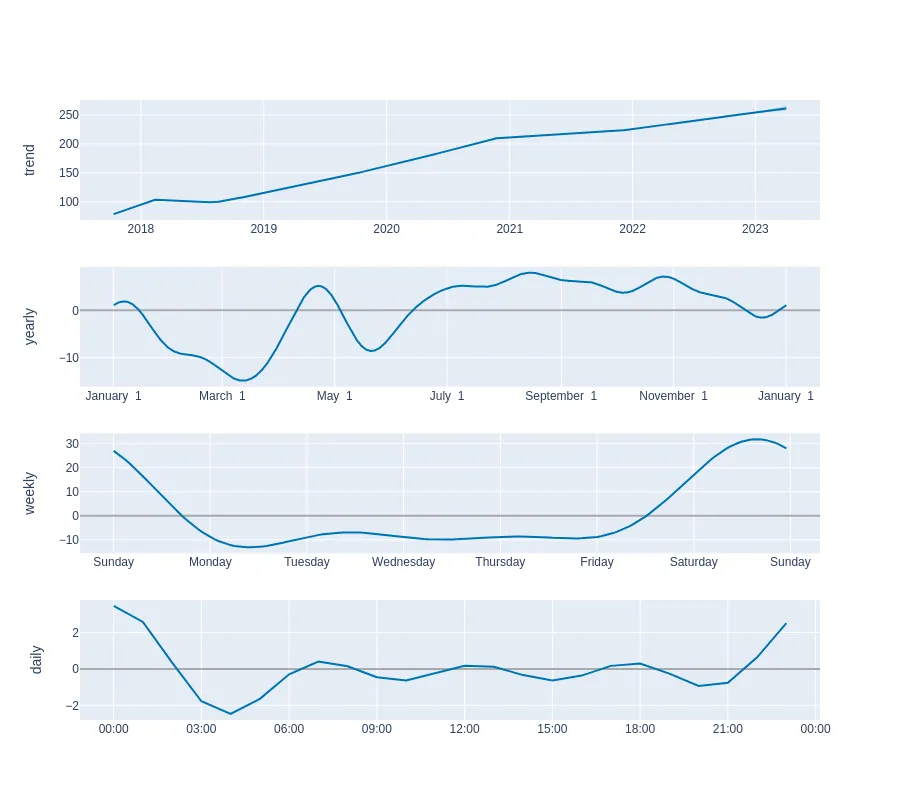 250
200
150
100
trend
2018 2019 2020 2021 2022 2023
0
−10
yearly
January 1 March 1 May 1 July 1 September 1 November 1 January 1
30
20
10
0
−10
weekly
Sunday Monday Tuesday Wednesday Thursday Friday Saturday Sunday
2
0
−2
daily
00:00 03:00 06:00 09:00 12:00 15:00 18:00 21:00 00:00